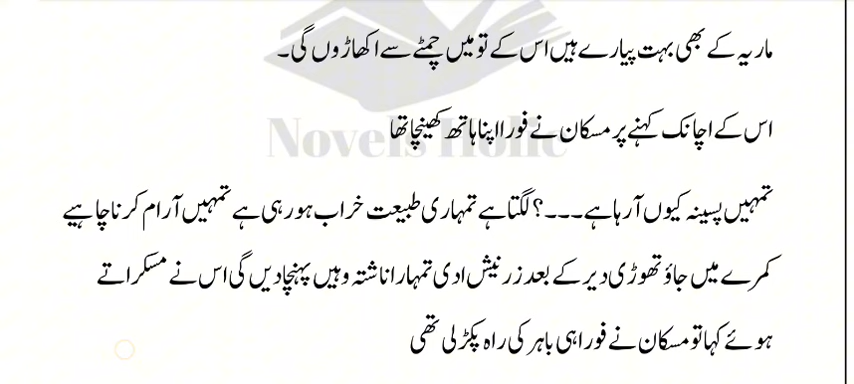 ماریہ کے بھی بہت پیارے ہیں اس کے تو میں چمٹے سے اکھاڑوں گی۔
Novels Holic
اس کے اچانک کہنے پر مسکان نے فورا اپنا ہاتھ کھینچا تھا
تمہیں پسینہ کیوں آ رہا ہے۔۔۔؟ لگتا ہے تمہاری طبیعت خراب ہو رہی ہے تمہیں آرام کرنا چاہیے
کمرے میں جاؤ تھوڑی دیر کے بعد زرنیش ادی تمہارا ناشتہ وہیں پہنچا دیں گی اس نے مسکراتے
ہوئے کہا تو مسکان نے فورا ہی باہر کی راہ پکڑ لی تھی